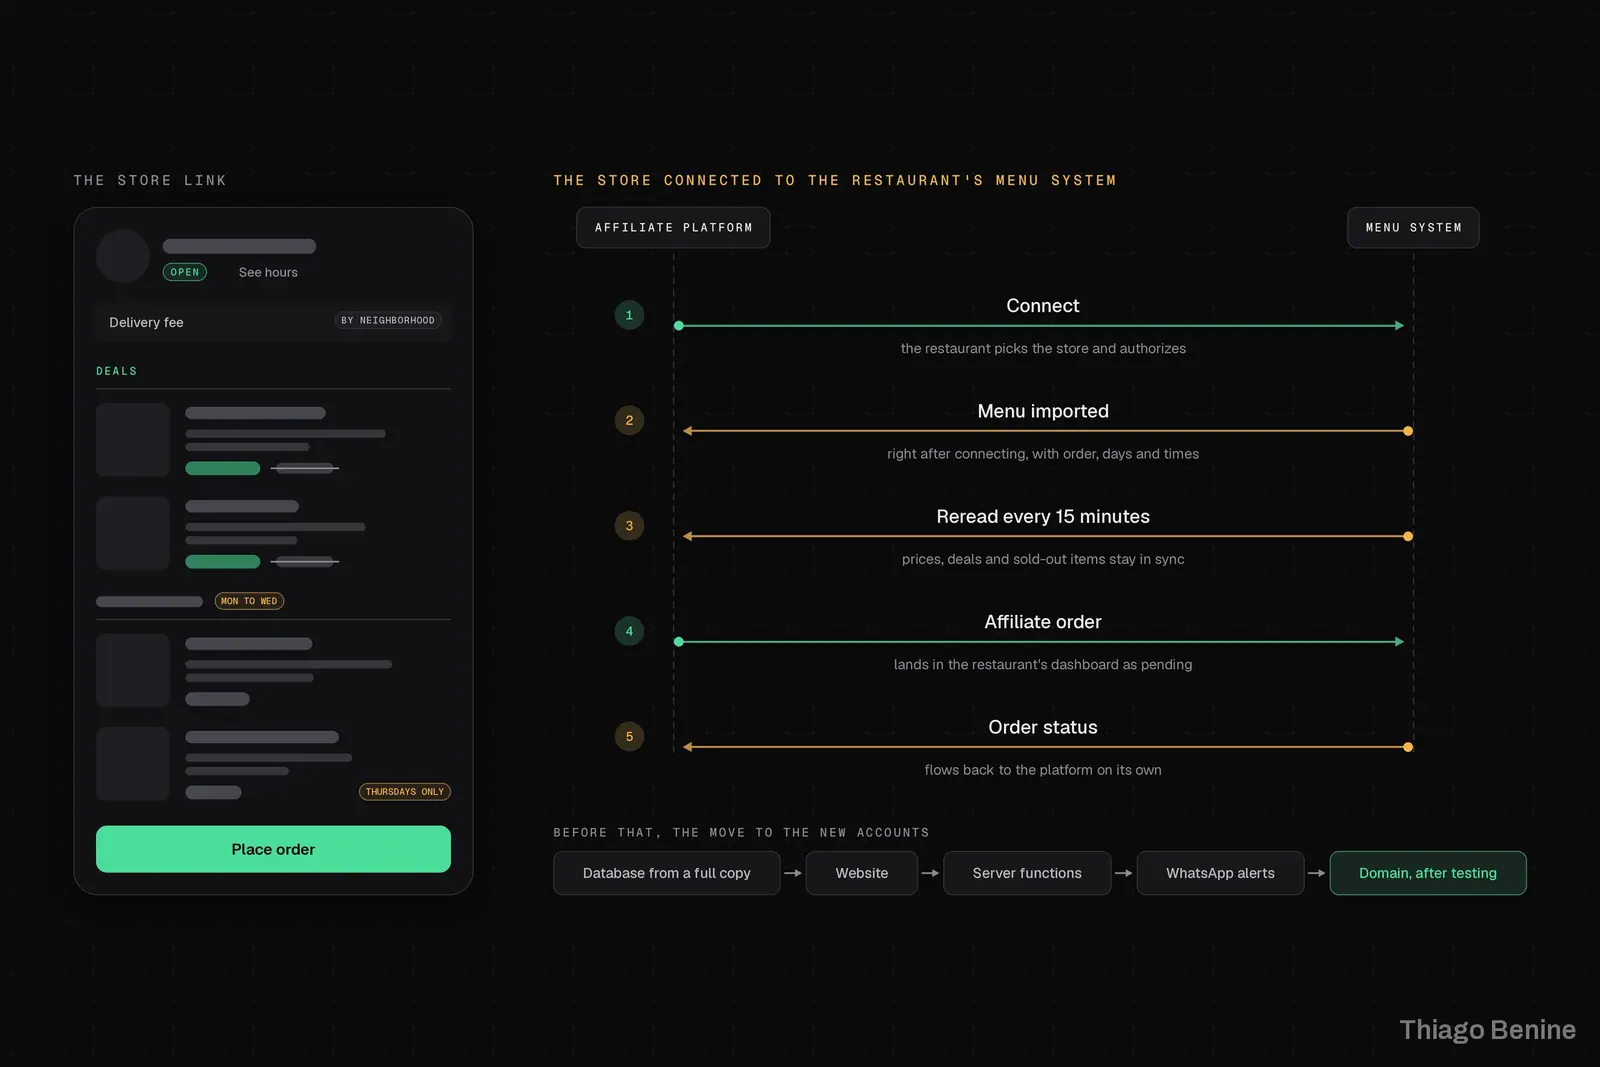 THE STORE LINK
OPEN
See hours
Delivery fee
BY NEIGHBORHOOD
DEALS
MON TO WED
THURSDAYS ONLY
Place order
THE STORE CONNECTED TO THE RESTAURANT'S MENU SYSTEM
AFFILIATE PLATFORM
MENU SYSTEM
1
Connect
the restaurant picks the store and authorizes
2
Menu imported
right after connecting, with order, days and times
3
Reread every 15 minutes
prices, deals and sold-out items stay in sync
4
Affiliate order
lands in the restaurant's dashboard as pending
5
Order status
flows back to the platform on its own
BEFORE THAT, THE MOVE TO THE NEW ACCOUNTS
Database from a full copy
Website
Server functions
WhatsApp alerts
Domain, after testing
Thiago Benine